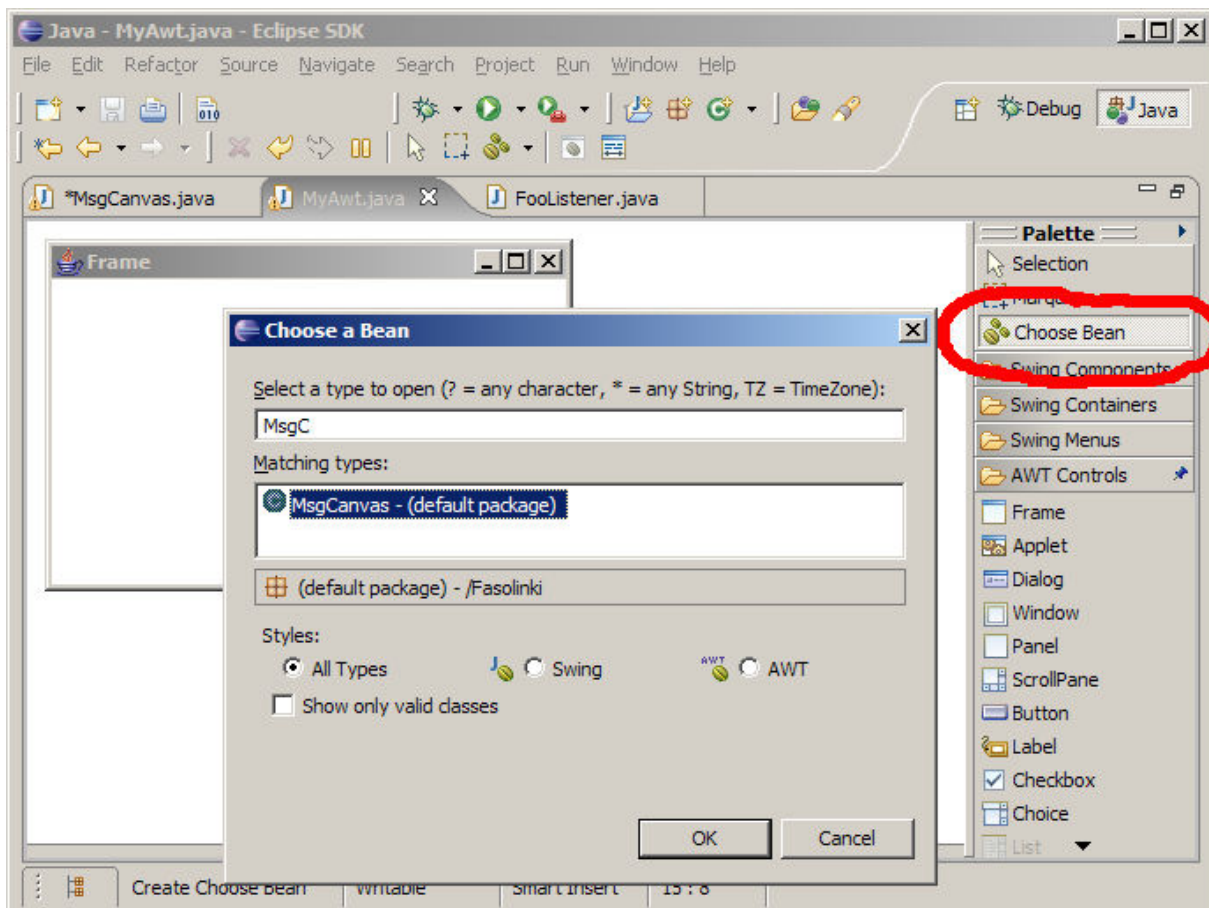 Java - MyAwt.java - Eclipse SDK
File Edit Refactor Source Navigate Search Project Run Window Help
010
Debug
Java
*MsgCanvas.java
MyAwt.java
FooListener.java
Frame
Palette
Selection
Choose Bean
Swing Components
Swing Containers
Swing Menus
AWT Controls
Frame
Applet
Dialog
Window
Panel
ScrollPane
Button
Label
Checkbox
Choice
List
Choose a Bean
Select a type to open (? = any character, * = any String, TZ = TimeZone):
MsgC
Matching types:
MsgCanvas - (default package)
(default package) - /Fasolinki
Styles:
All Types
Swing
AWT
AWT
Show only valid classes
OK
Cancel
Create Choose Bean
Writable
Smart Insert
15 : 8